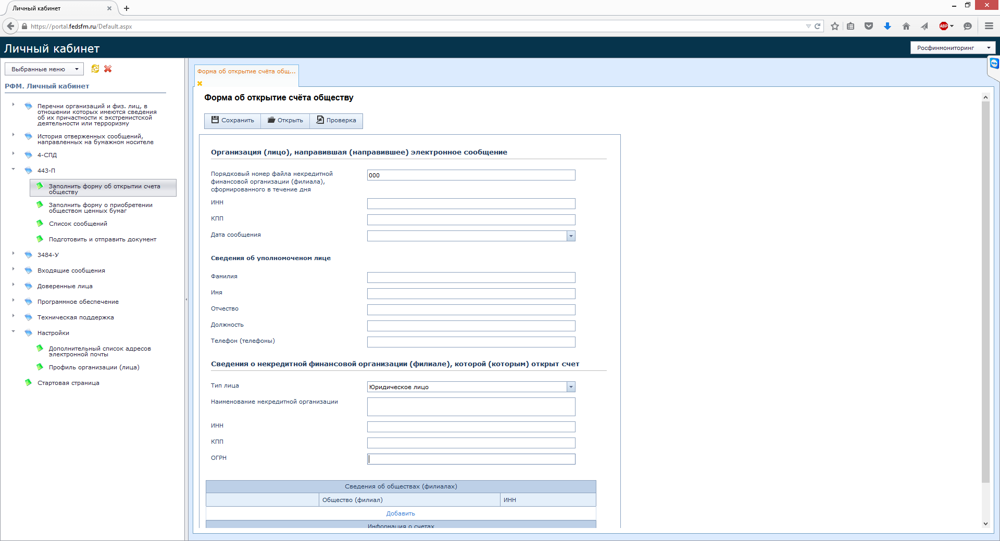 Личный кабинет
https://portal.fedsfm.ru/Default.aspx
ABP
Личный кабинет
Росфинмониторинг
Выбранные меню
РФМ. Личный кабинет
Перечни организаций и физ. лиц, в
отношении которых имеются сведения
об их причастности к экстремистской
деятельности или терроризму
История отверженных сообщений,
направленных на бумажном носителе
4-СПД
443-П
Заполнить форму об открытии счета
обществу
Заполнить форму о приобретении
обществом ценных бумаг
Список сообщений
Подготовить и отправить документ
3484-У
Входящие сообщения
Доверенные лица
Программное обеспечение
Техническая поддержка
Настройки
Дополнительный список адресов
электронной почты
Профиль организации (лица)
Стартовая страница
Форма об открытие счёта общ...
Форма об открытие счёта обществу
Сохранить
Открыть
Проверка
Организация (лицо), направившая (направившее) электронное сообщение
Порядковый номер файла некредитной
финансовой организации (филиала),
сформированного в течение дня
000
ИНН
КПП
Дата сообщения
Сведения об уполномоченом лице
Фамилия
Имя
Отчество
Должность
Телефон (телефоны)
Сведения о некредитной финансовой организации (филиале), которой (которым) открыт счет
Тип лица
Юридическое лицо
Наименование некредитной организации
ИНН
КПП
ОГРН
Сведения об обществах (филиалах)
Общество (филиал)
ИНН
Добавить
Информация о счетах